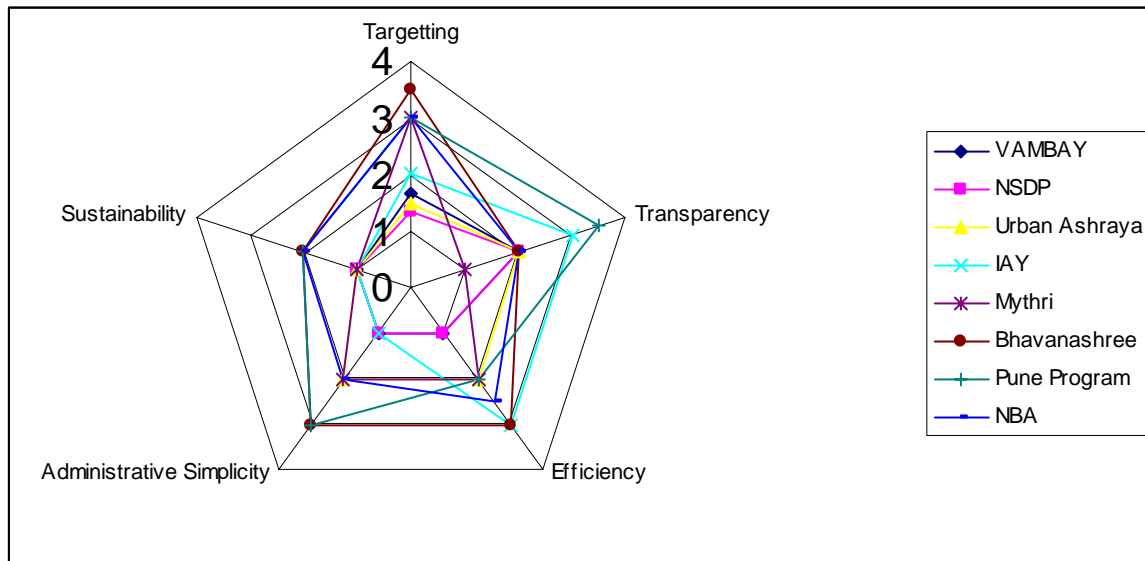 Targetting
4
3
2
1
0
Transparency
Efficiency
Administrative Simplicity
Sustainability
VAMBAY
NSDP
Urban Ashraya
IAY
Mythri
Bhavanashree
Pune Program
NBA